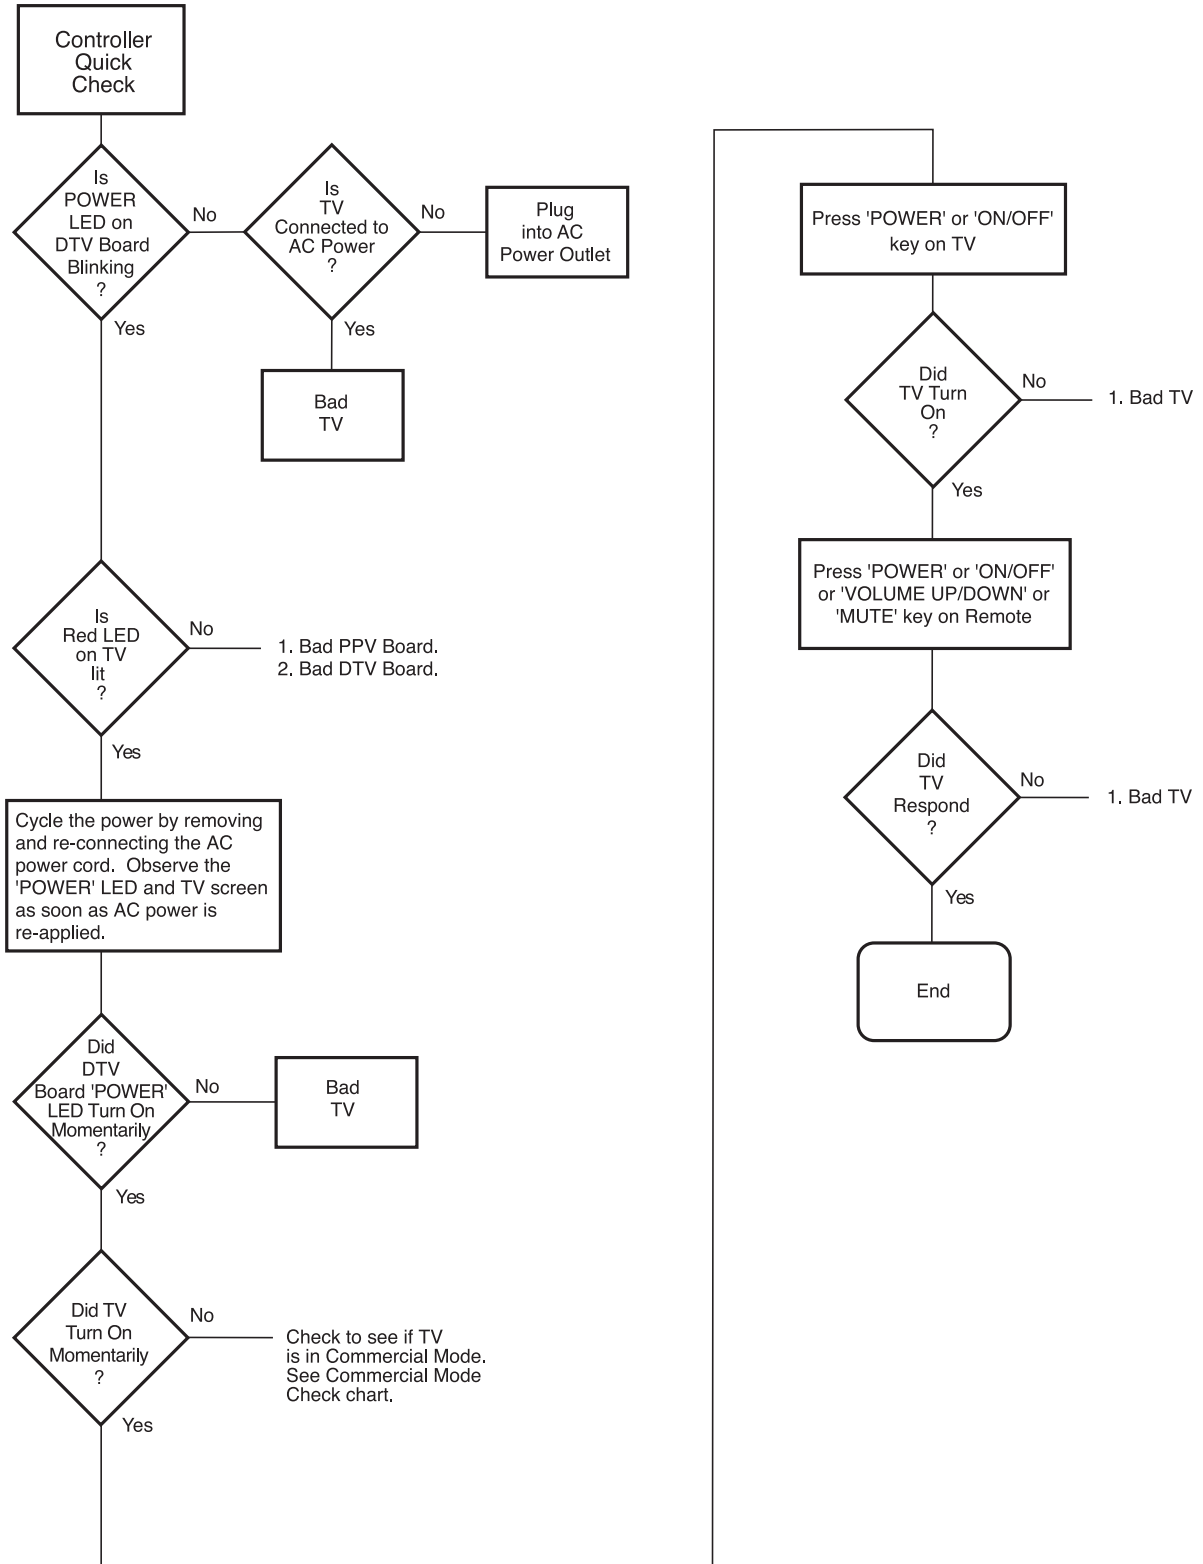 Controller
Quick
Check
Is
POWER
LED on
DTV Board
Blinking
?
No
Is
TV
Connected to
AC Power
?
No
Plug
into AC
Power Outlet
Yes
Yes
Bad
TV
Is
Red LED
on TV
lit
?
No
1. Bad PPV Board.
2. Bad DTV Board.
Yes
Cycle the power by removing
and re-connecting the AC
power cord. Observe the
'POWER' LED and TV screen
as soon as AC power is
re-applied.
Did
DTV
Board 'POWER'
LED Turn On
Momentarily
?
No
Bad
TV
Yes
Did TV
Turn On
Momentarily
?
No
Check to see if TV
is in Commercial Mode.
See Commercial Mode
Check chart.
Yes
Press 'POWER' or 'ON/OFF'
key on TV
Did
TV Turn
On
?
No
1. Bad TV
Yes
Press 'POWER' or 'ON/OFF'
or 'VOLUME UP/DOWN' or
'MUTE' key on Remote
Did
TV
Respond
?
No
1. Bad TV
Yes
End